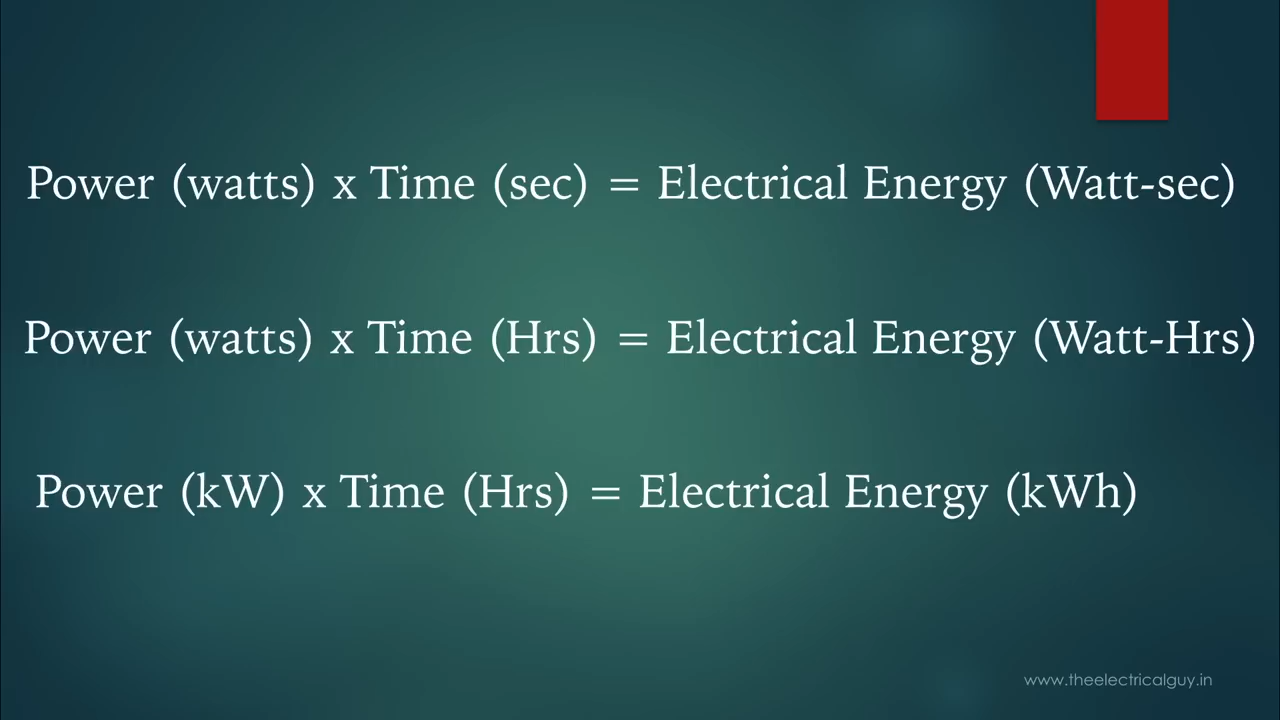 Power (watts) x Time (sec) = Electrical Energy (Watt-sec)
Power (watts) x Time (Hrs) = Electrical Energy (Watt-Hrs)
Power (kW) x Time (Hrs) = Electrical Energy (kWh)
www.theelectricalguy.in